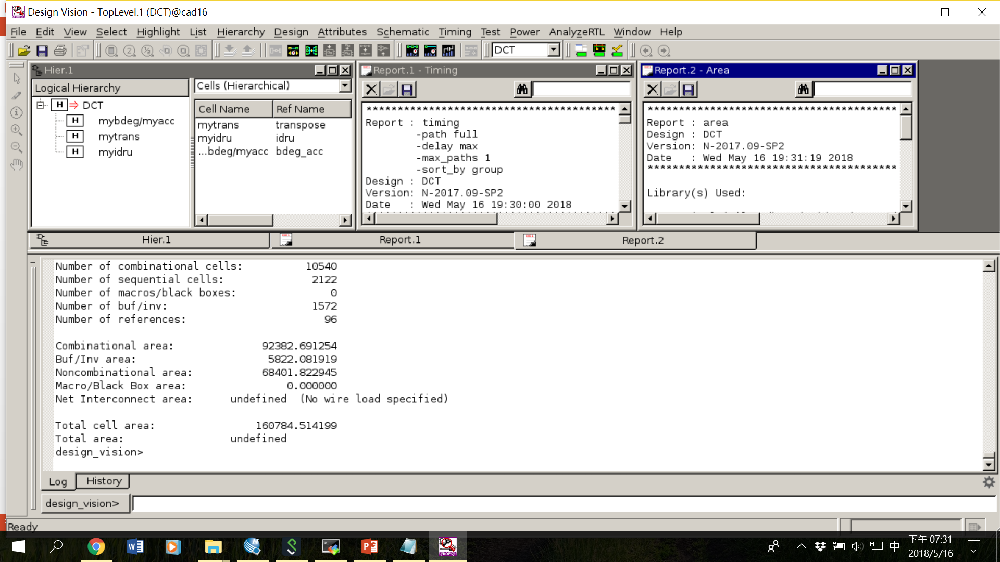 Design Vision - TopLevel.1 (DCT)@cad16
File Edit View Select Highlight List Hierarchy Design Attributes Schematic Timing Test Power AnalyzeRTL Window Help
DCT
Hier.1
Logical Hierarchy
H DCT
H mybdeg/myacc
H mytrans
H myidru
Cells (Hierarchical)
Cell Name Ref Name
mytrans transpose
myidru idru
...bdeg/myacc bdeg_acc
Report.1 - Timing
****************************************
Report : timing
-path full
-delay max
-max_paths 1
-sort_by group
Design : DCT
Version: N-2017.09-SP2
Date : Wed May 16 19:30:00 2018
Report.2 - Area
****************************************
Report : area
Design : DCT
Version: N-2017.09-SP2
Date : Wed May 16 19:31:19 2018
****************************************
Library(s) Used:
Hier.1 Report.1 Report.2
Number of combinational cells: 10540
Number of sequential cells: 2122
Number of macros/black boxes: 0
Number of buf/inv: 1572
Number of references: 96
Combinational area: 92382.691254
Buf/Inv area: 5822.081919
Noncombinational area: 68401.822945
Macro/Black Box area: 0.000000
Net Interconnect area: undefined (No wire load specified)
Total cell area: 160784.514199
Total area: undefined
design_vision>
Log History
design_vision>
Ready
中
下午 07:31
2018/5/16
SYNOPSYS